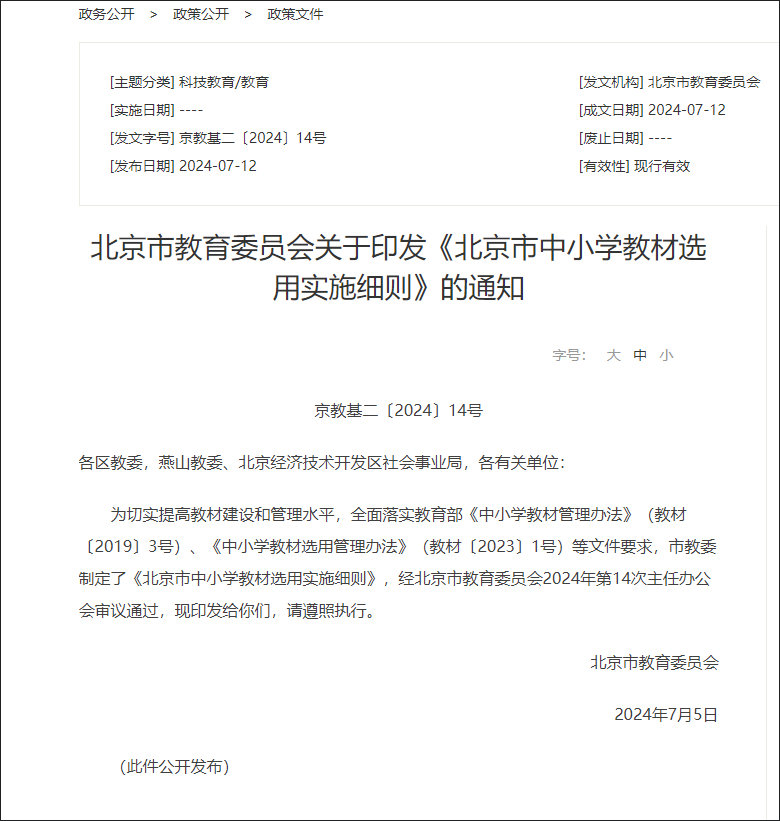 政务公开 > 政策公开 > 政策文件
[主题分类] 科技教育/教育 [发文机构] 北京市教育委员会
[实施日期] ---- [成文日期] 2024-07-12
[发文字号] 京教基二〔2024〕14号 [废止日期] ----
[发布日期] 2024-07-12 [有效性] 现行有效
北京市教育委员会关于印发《北京市中小学教材选
用实施细则》的通知
字号： 大 中 小
京教基二〔2024〕14号
各区教委，燕山教委、北京经济技术开发区社会事业局，各有关单位：
为切实提高教材建设和管理水平，全面落实教育部《中小学教材管理办法》（教材
〔2019〕3号）、《中小学教材选用管理办法》（教材〔2023〕1号）等文件要求，市教委
制定了《北京市中小学教材选用实施细则》，经北京市教育委员会2024年第14次主任办公
会审议通过，现印发给你们，请遵照执行。
北京市教育委员会
2024年7月5日
（此件公开发布）